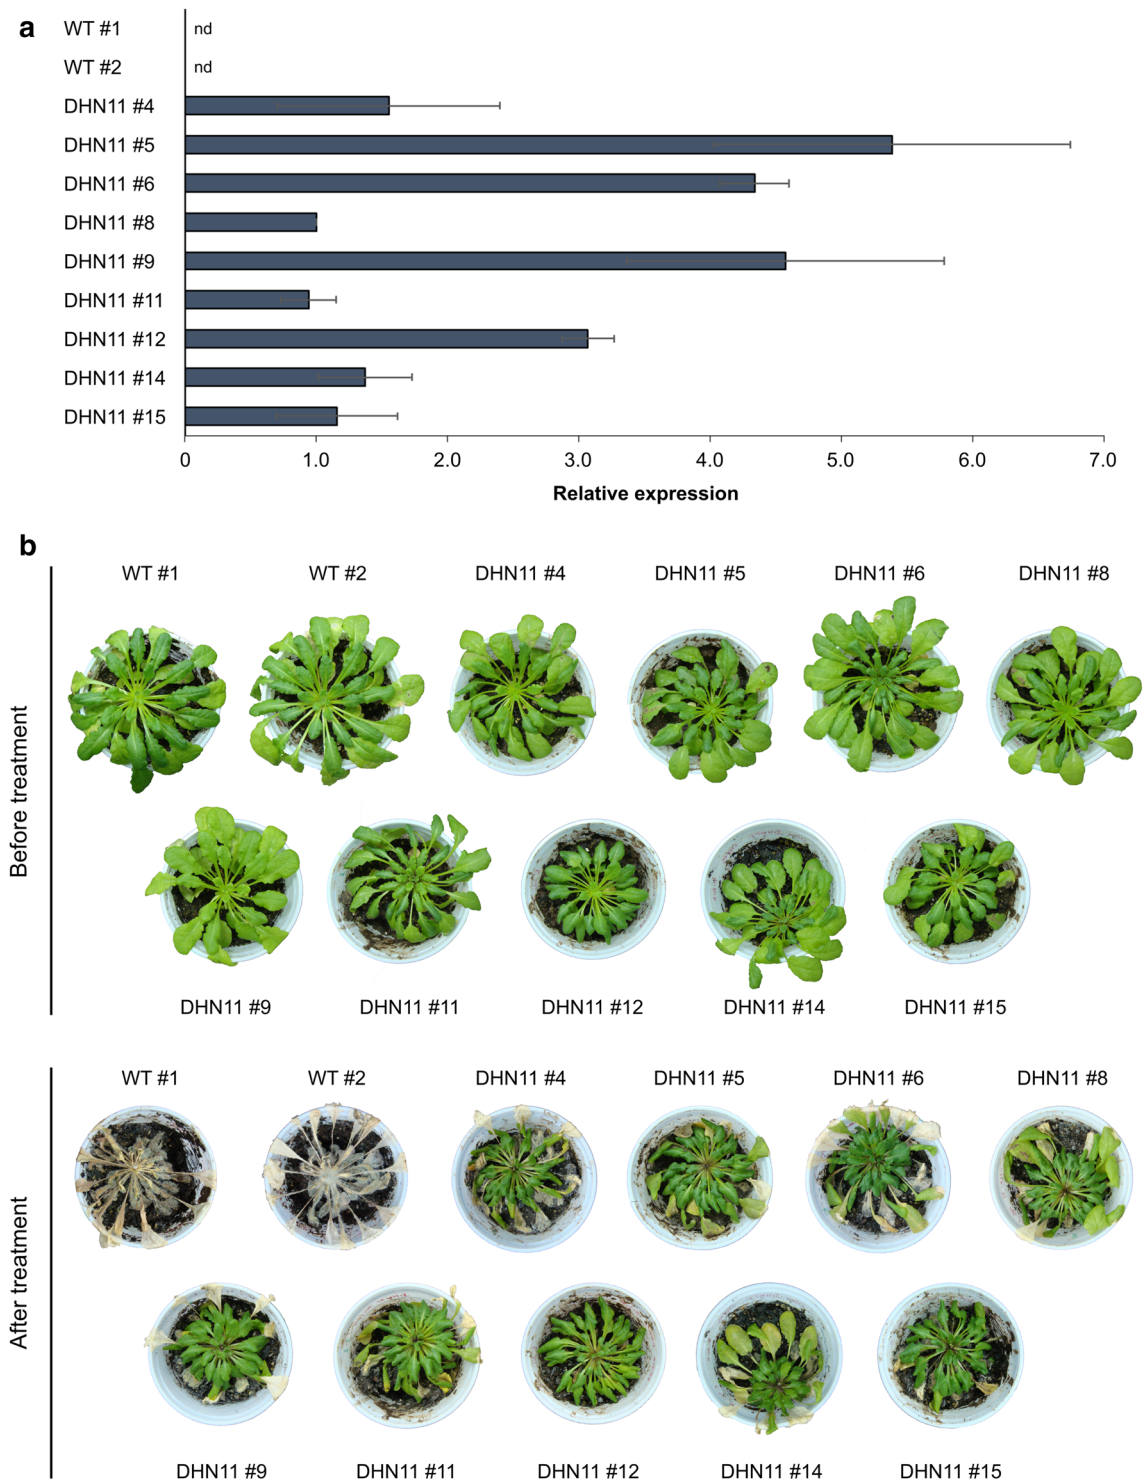 a
WT #1 nd
WT #2 nd
DHN11 #4
DHN11 #5
DHN11 #6
DHN11 #8
DHN11 #9
DHN11 #11
DHN11 #12
DHN11 #14
DHN11 #15
0 1.0 2.0 3.0 4.0 5.0 6.0 7.0
Relative expression
b
Before treatment
WT #1 WT #2 DHN11 #4 DHN11 #5 DHN11 #6 DHN11 #8
DHN11 #9 DHN11 #11 DHN11 #12 DHN11 #14 DHN11 #15
After treatment
WT #1 WT #2 DHN11 #4 DHN11 #5 DHN11 #6 DHN11 #8
DHN11 #9 DHN11 #11 DHN11 #12 DHN11 #14 DHN11 #15